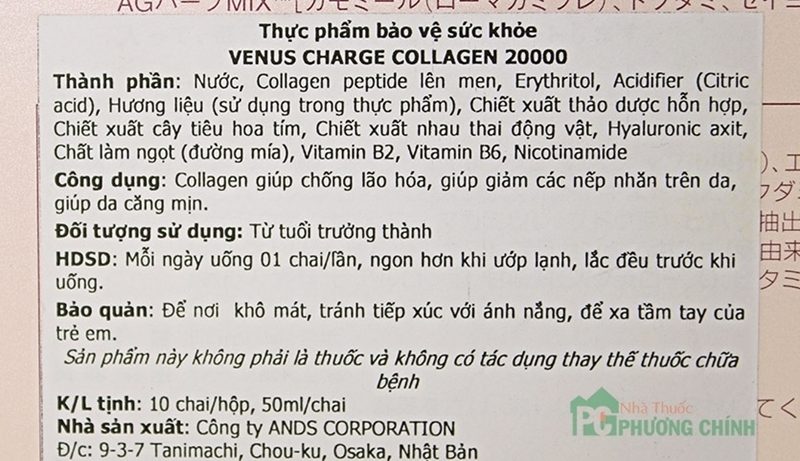 AGハーブMIX™[カモミール(ローマカミツレ)、ドクダミ、セイヨ
Thực phẩm bảo vệ sức khỏe
VENUS CHARGE COLLAGEN 20000
Thành phần: Nước, Collagen peptide lên men, Erythritol, Acidifier (Citric
acid), Hương liệu (sử dụng trong thực phẩm), Chiết xuất thảo dược hỗn hợp,
Chiết xuất cây tiêu hoa tím, Chiết xuất nhau thai động vật, Hyaluronic axit,
Chất làm ngọt (đường mía), Vitamin B2, Vitamin B6, Nicotinamide
Công dụng: Collagen giúp chống lão hóa, giúp giảm các nếp nhăn trên da,
giúp da căng mịn.
Đối tượng sử dụng: Từ tuổi trưởng thành
HDSD: Mỗi ngày uống 01 chai/lần, ngon hơn khi ướp lạnh, lắc đều trước khi
uống.
Bảo quản: Để nơi khô mát, tránh tiếp xúc với ánh nắng, để xa tầm tay của
trẻ em.
Sản phẩm này không phải là thuốc và không có tác dụng thay thế thuốc chữa
bệnh
K/L tịnh: 10 chai/hộp, 50ml/chai
Nhà sản xuất: Công ty ANDS CORPORATION
Đ/c: 9-3-7 Tanimachi, Chou-ku, Osaka, Nhật Bản
)、エ
クダ
抽出
由来
タミ
てく
Nhà Thuốc
PC PHƯƠNG CHÍNH